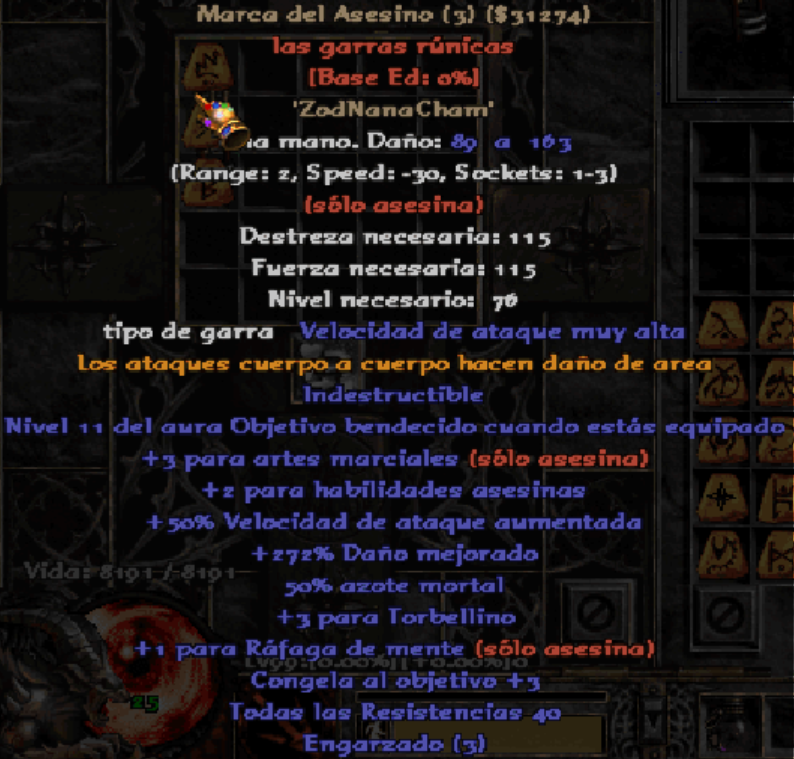 Marca del Asesino (3) ($31274)
las garras rúnicas
[Base Ed: 0%]
'ZodNanaCham'
a mano. Daño: 89 a 163
(Range: 2, Speed: -30, Sockets: 1-3)
(sólo asesina)
Destreza necesaria: 115
Fuerza necesaria: 115
Nivel necesario: 76
tipo de garra Velocidad de ataque muy alta
Los ataques cuerpo a cuerpo hacen daño de area
Indestructible
Nivel 11 del aura Objetivo bendecido cuando estás equipado
+3 para artes marciales (sólo asesina)
+2 para habilidades asesinas
+50% Velocidad de ataque aumentada
+272% Daño mejorado
50% azote mortal
Vida: 8191 / 8191
+3 para Torbellino
+1 para Ráfaga de mente (sólo asesina)
Congela al objetivo +3
25
Todas las Resistencias 40
Engarzado (3)